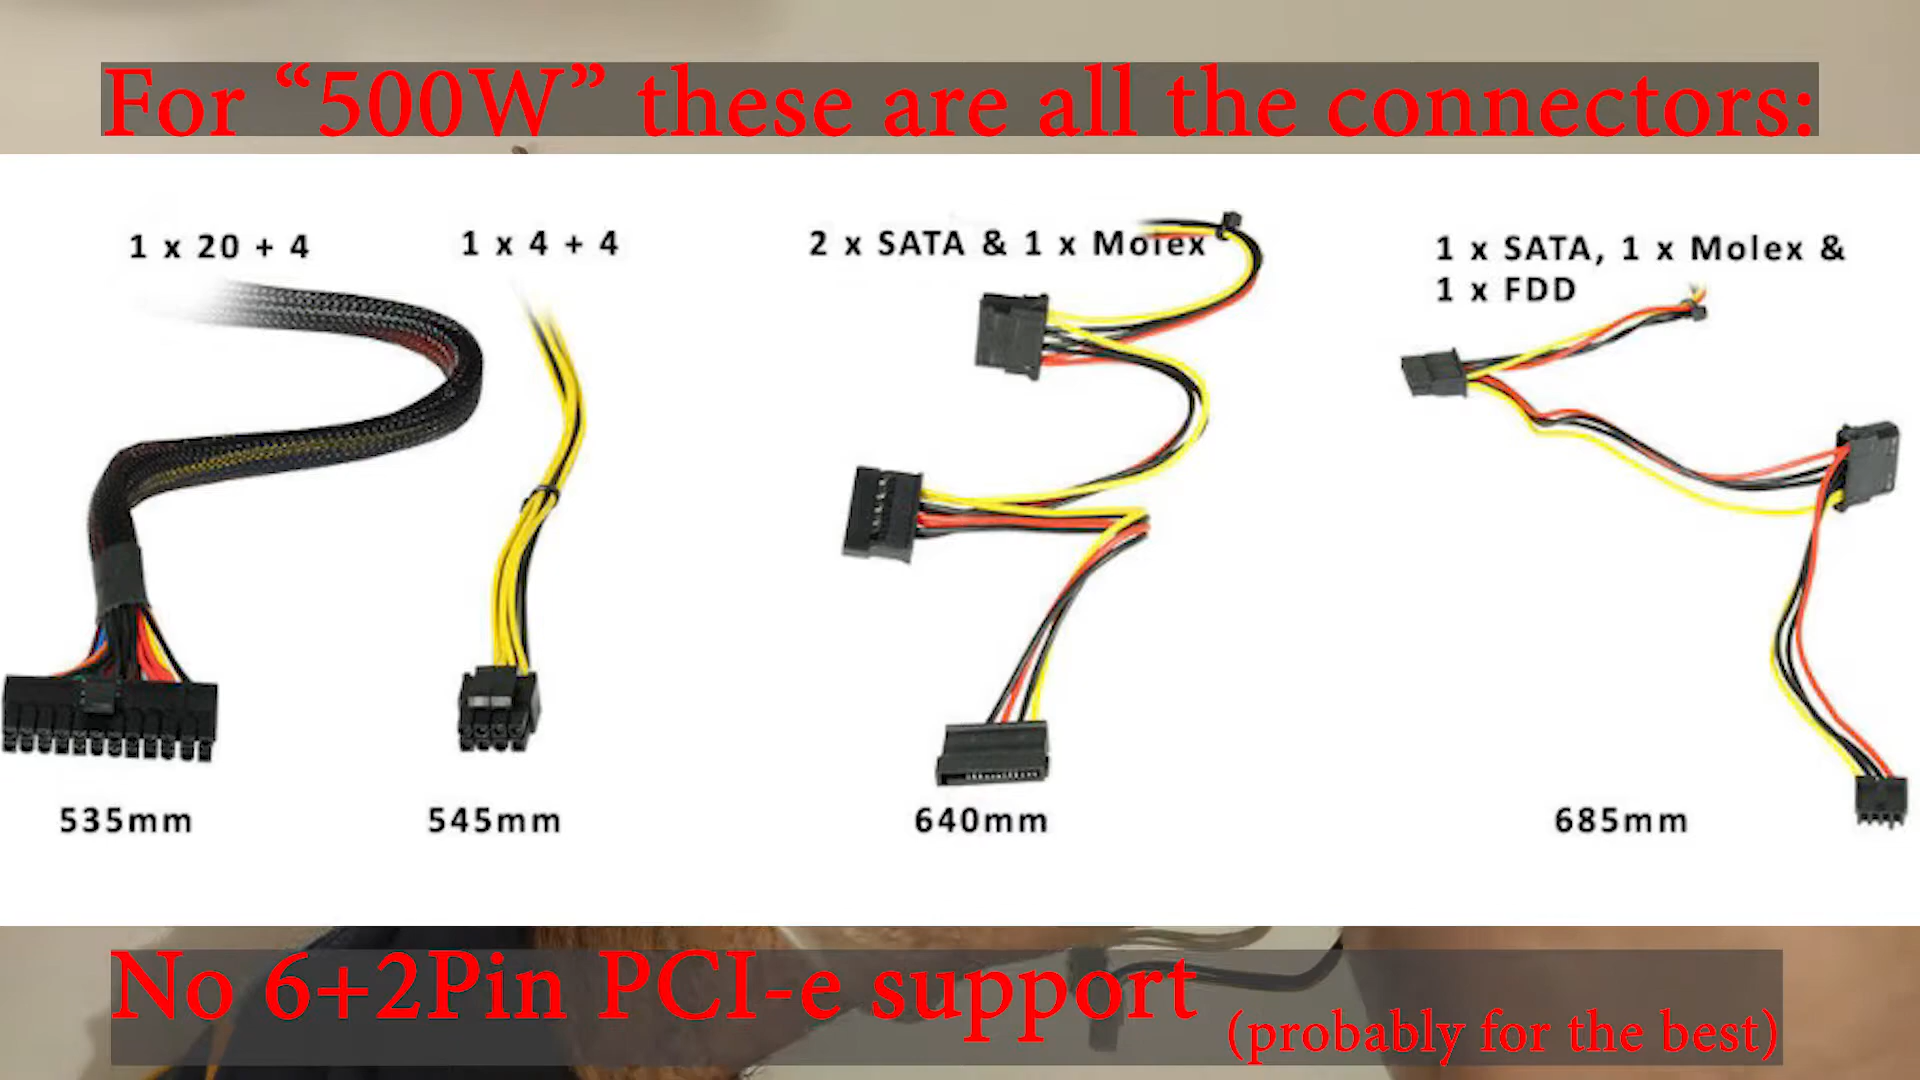 For “500W” these are all the connectors:
1 x 20 + 4
1 x 4 + 4
2 x SATA & 1 x Molex
1 x SATA, 1 x Molex &
1 x FDD
535mm
545mm
640mm
685mm
No 6+2Pin PCI-e support
(probably for the best)